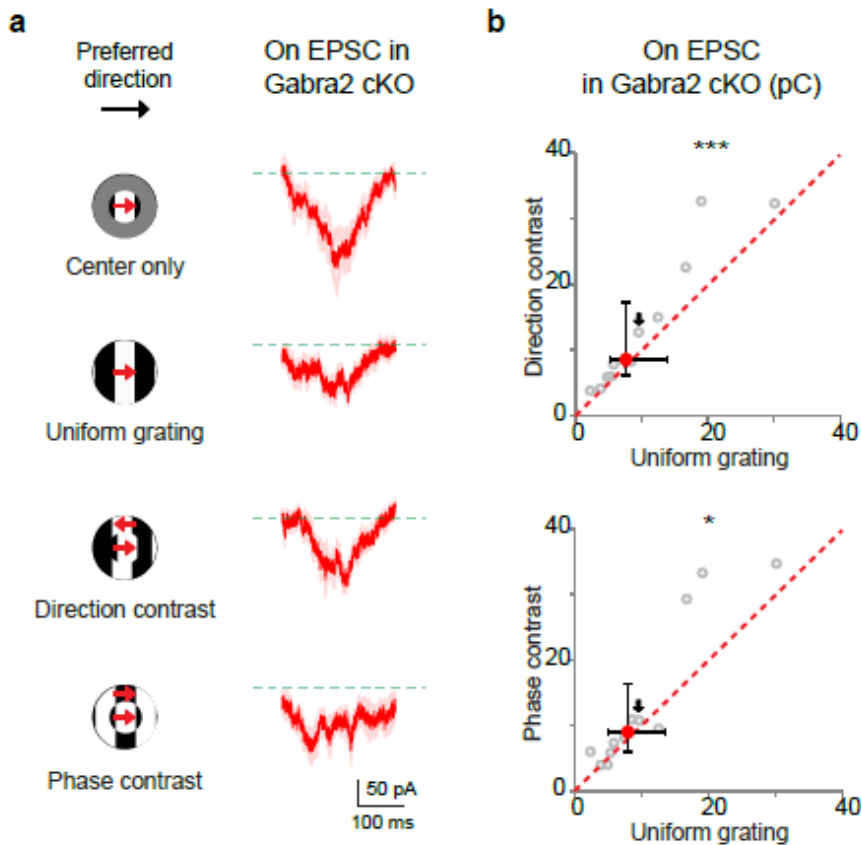 a
Preferred
direction
On EPSC in
Gabra2 cKO
Center only
Uniform grating
Direction contrast
Phase contrast
50 pA
100 ms
b
On EPSC
in Gabra2 cKO (pC)
40
***
Direction contrast
20
0
0
20
40
Uniform grating
40
*
Phase contrast
20
0
0
20
40
Uniform grating